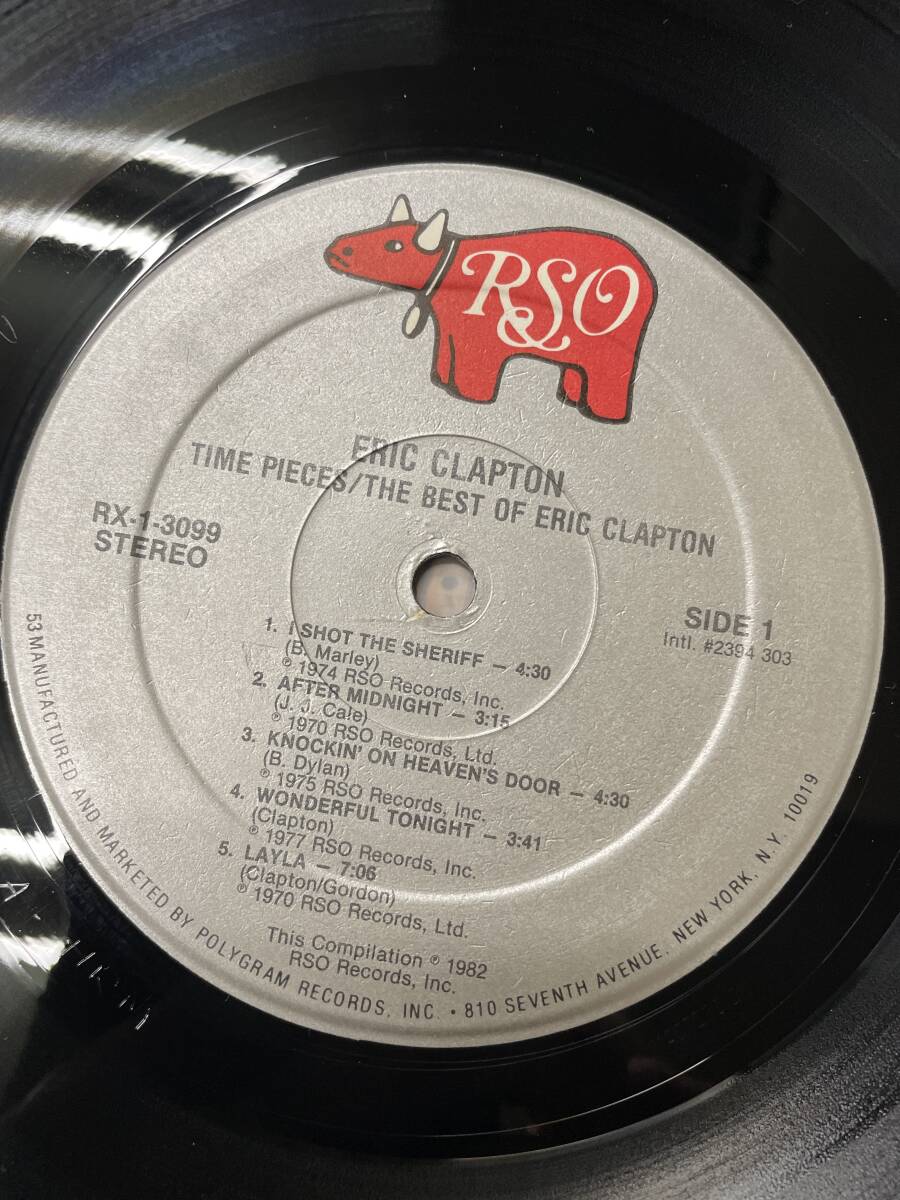 RSO
ERIC CLAPTON
TIME PIECES/THE BEST OF ERIC CLAPTON
RX-1-3099
STEREO
SIDE 1
Intl. #2394 303
1. I SHOT THE SHERIFF – 4:30
(B. Marley)
℗ 1974 RSO Records, Inc.
2. AFTER MIDNIGHT – 3:15
(J. J. Cale)
℗ 1970 RSO Records, Ltd.
3. KNOCKIN' ON HEAVEN'S DOOR – 4:30
(B. Dylan)
℗ 1975 RSO Records, Inc.
4. WONDERFUL TONIGHT – 3:41
(Clapton)
℗ 1977 RSO Records, Inc.
5. LAYLA – 7:06
(Clapton/Gordon)
℗ 1970 RSO Records, Ltd.
This Compilation ℗ 1982
RSO Records, Inc.
53 MANUFACTURED AND MARKETED BY POLYGRAM RECORDS, INC. • 810 SEVENTH AVENUE, NEW YORK, N.Y. 10019